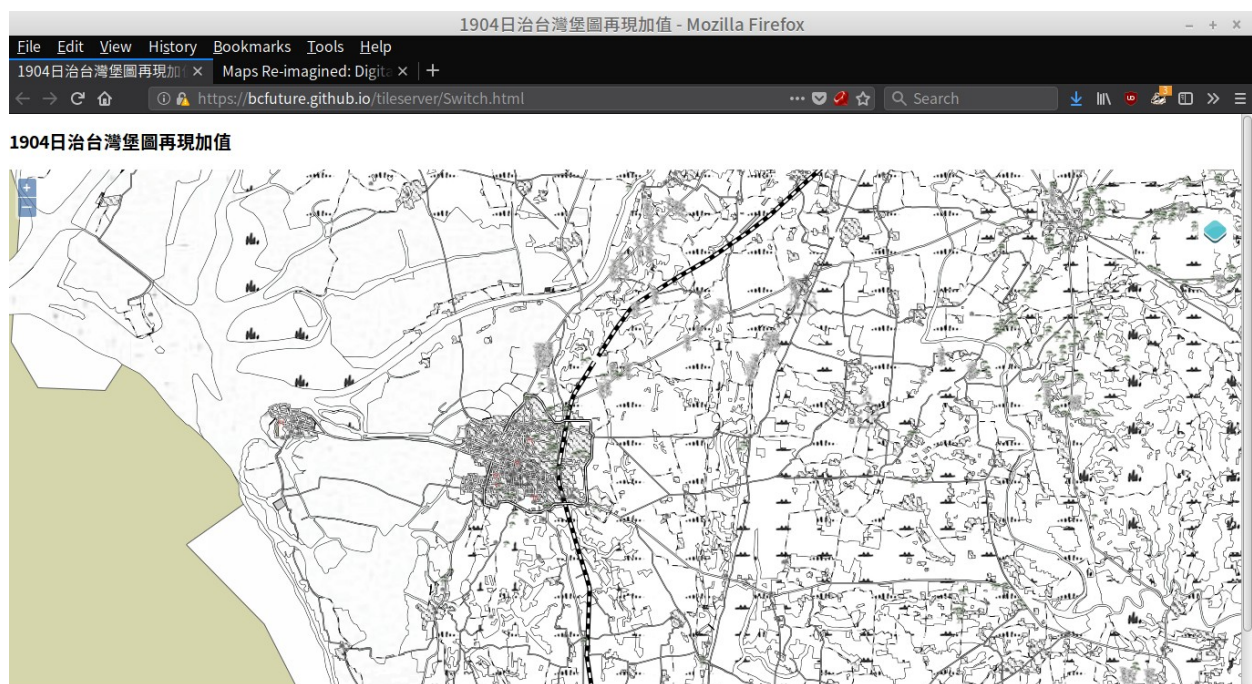 1904日治台灣堡圖再現加值 - Mozilla Firefox
File Edit View History Bookmarks Tools Help
1904日治台灣堡圖再現加 Maps Re-imagined: Digita
https://bcfuture.github.io/tileserver/Switch.html Search
3
1904日治台灣堡圖再現加值